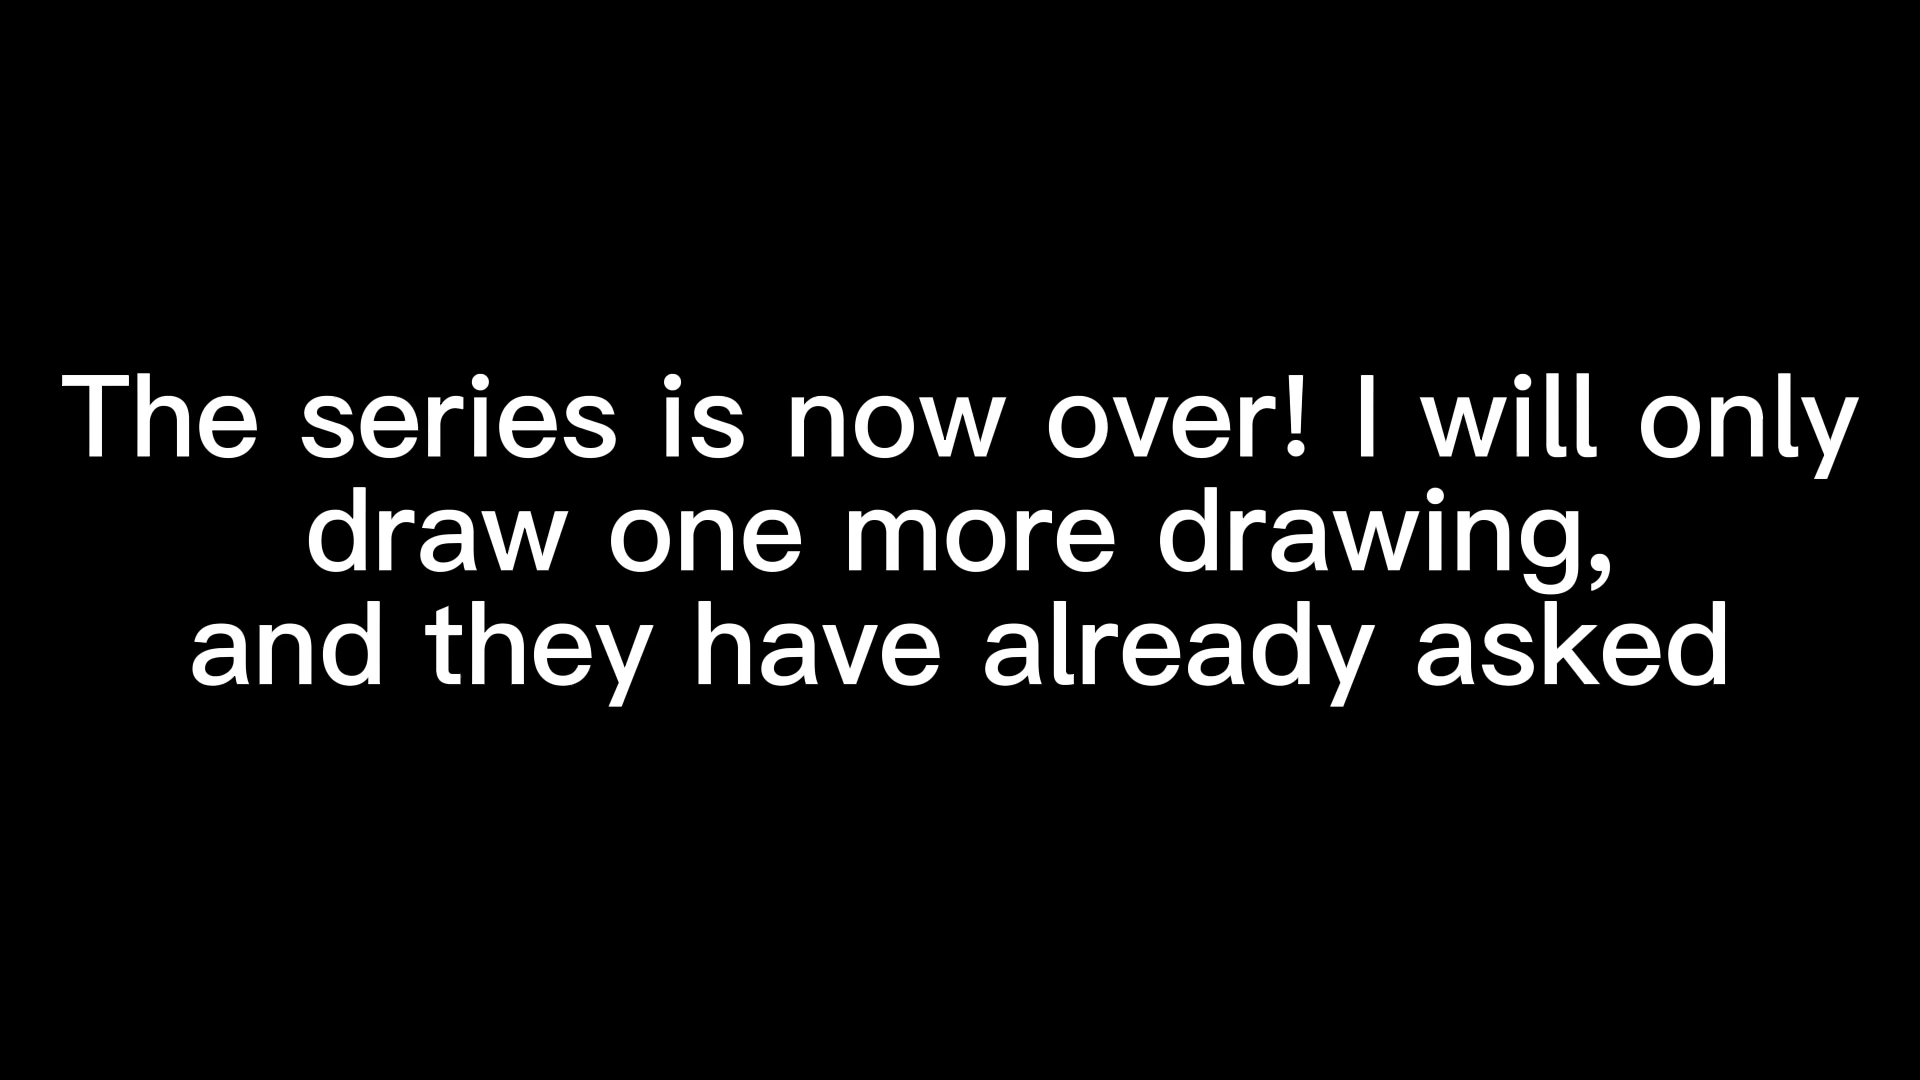 The series is now over! I will only
draw one more drawing,
and they have already asked